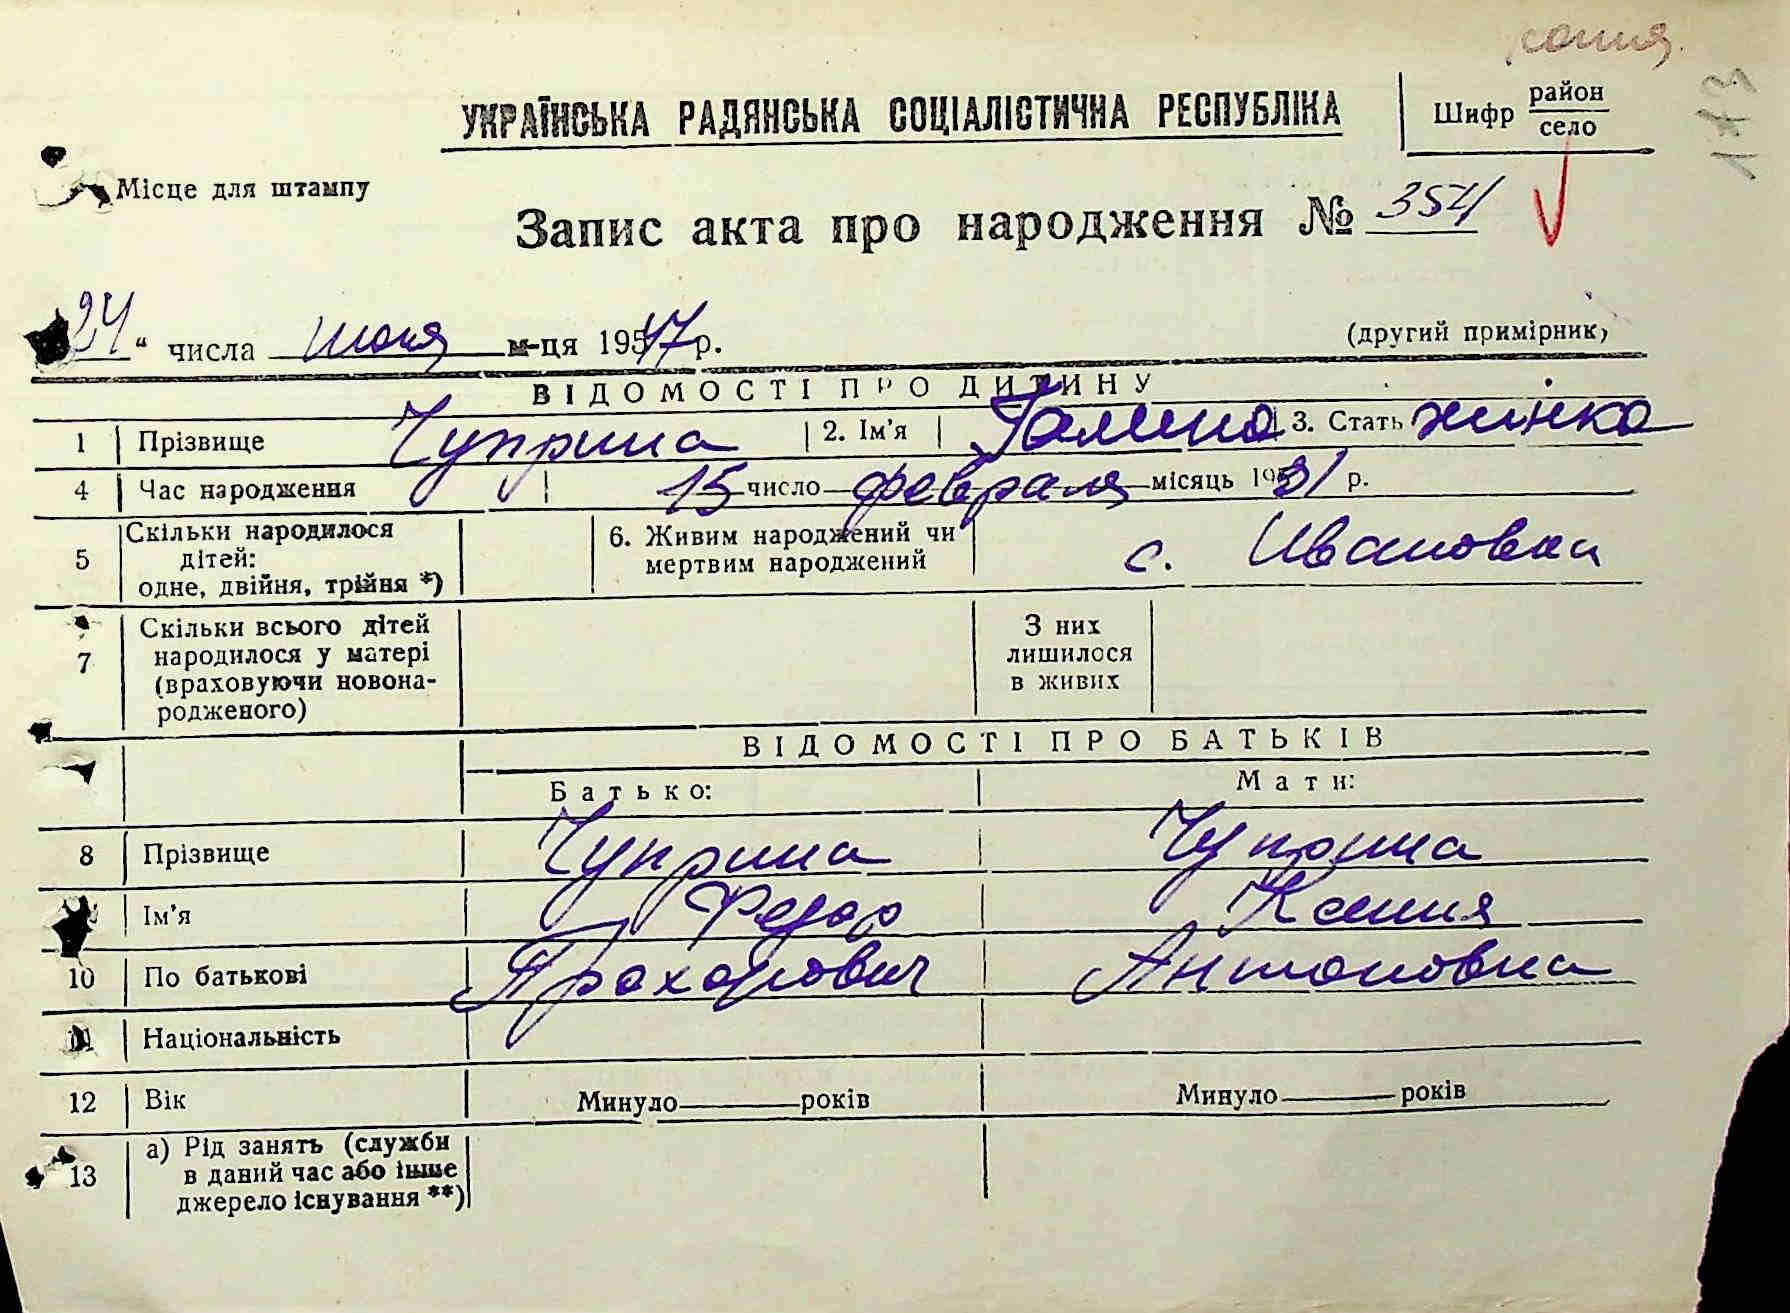 копия.
173
УКРАЇНСЬКА РАДЯНСЬКА СОЦІАЛІСТИЧНА РЕСПУБЛІКА
Шифр район
село
Місце для штампу
Запис акта про народження № 354
24 " числа июня м-ця 1947 р.
(другий примірник)
ВІДОМОСТІ ПРО ДИТИНУ
1 Прізвище Чуприна 2. Ім'я Галина 3. Стать жинка
4 Час народження 15 число февраля місяць 1931 р.
5 Скільки народилося дітей: одне, двійня, трійня *)
6. Живим народжений чи мертвим народжений с. Ивановка
7 Скільки всього дітей народилося у матері (враховуючи новонародженого)
З них лишилося в живих
ВІДОМОСТІ ПРО БАТЬКІВ
Батько: Мати:
8 Прізвище Чуприна Чуприна
Ім'я Федор Ксения
10 По батькові Прохорович Антоновна
11 Національність
12 Вік Минуло років Минуло років
13 а) Рід занять (служби в даний час або інше джерело існування **)